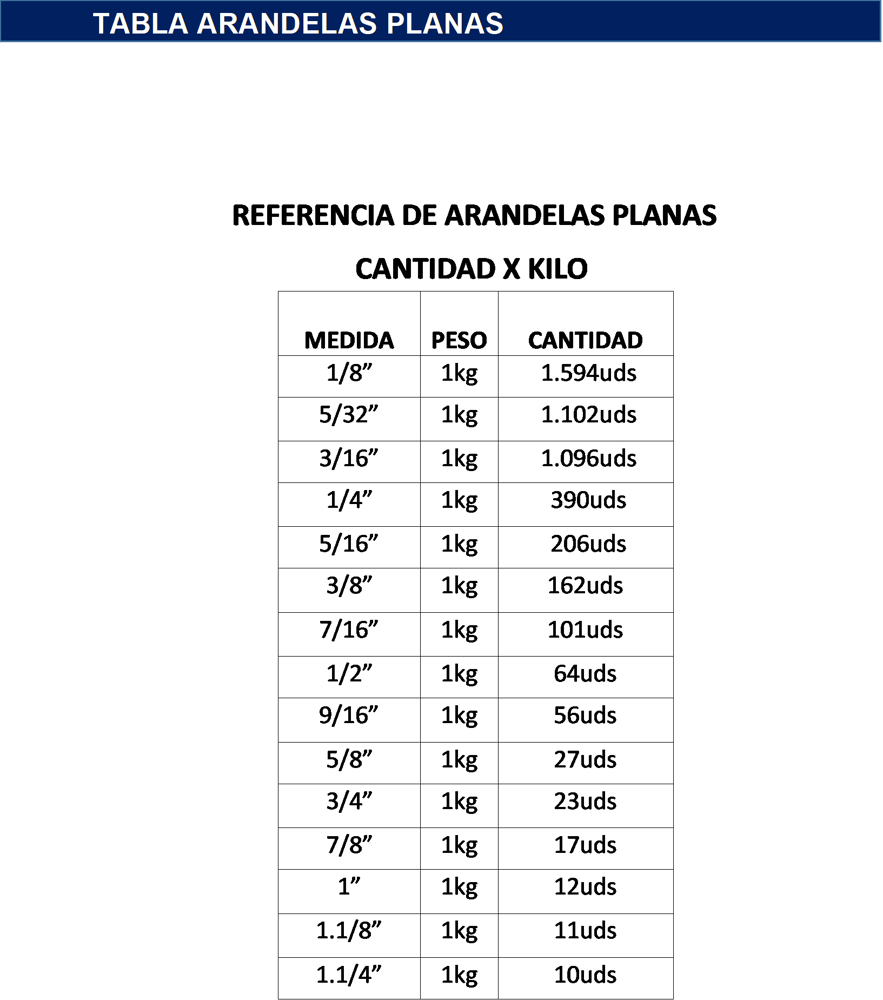 TABLA ARANDELAS PLANAS
REFERENCIA DE ARANDELAS PLANAS
CANTIDAD X KILO
MEDIDA PESO CANTIDAD
1/8” 1kg 1.594uds
5/32” 1kg 1.102uds
3/16” 1kg 1.096uds
1/4” 1kg 390uds
5/16” 1kg 206uds
3/8” 1kg 162uds
7/16” 1kg 101uds
1/2” 1kg 64uds
9/16” 1kg 56uds
5/8” 1kg 27uds
3/4” 1kg 23uds
7/8” 1kg 17uds
1” 1kg 12uds
1.1/8” 1kg 11uds
1.1/4” 1kg 10uds